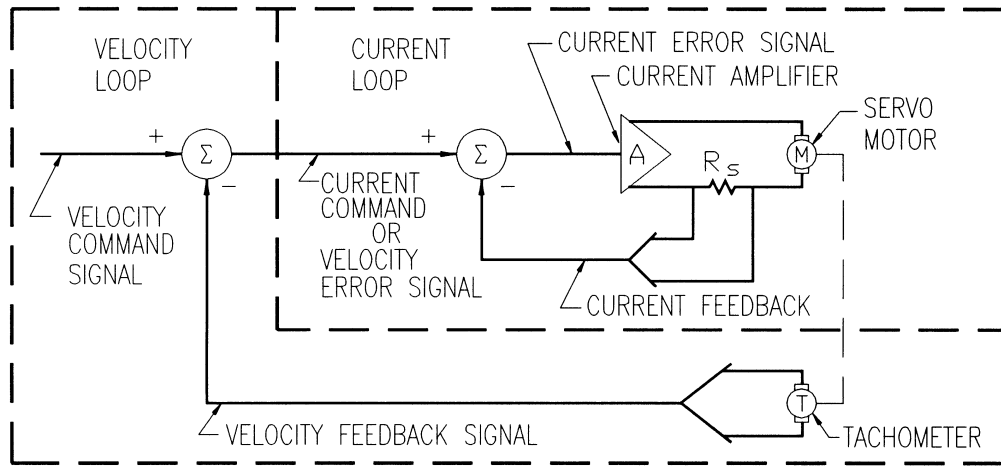 VELOCITY
LOOP
CURRENT
LOOP
CURRENT ERROR SIGNAL
CURRENT AMPLIFIER
SERVO
MOTOR
+
Σ
−
+
Σ
−
A
R S
M
VELOCITY
COMMAND
SIGNAL
CURRENT
COMMAND
OR
VELOCITY
ERROR SIGNAL
CURRENT FEEDBACK
VELOCITY FEEDBACK SIGNAL
T
TACHOMETER